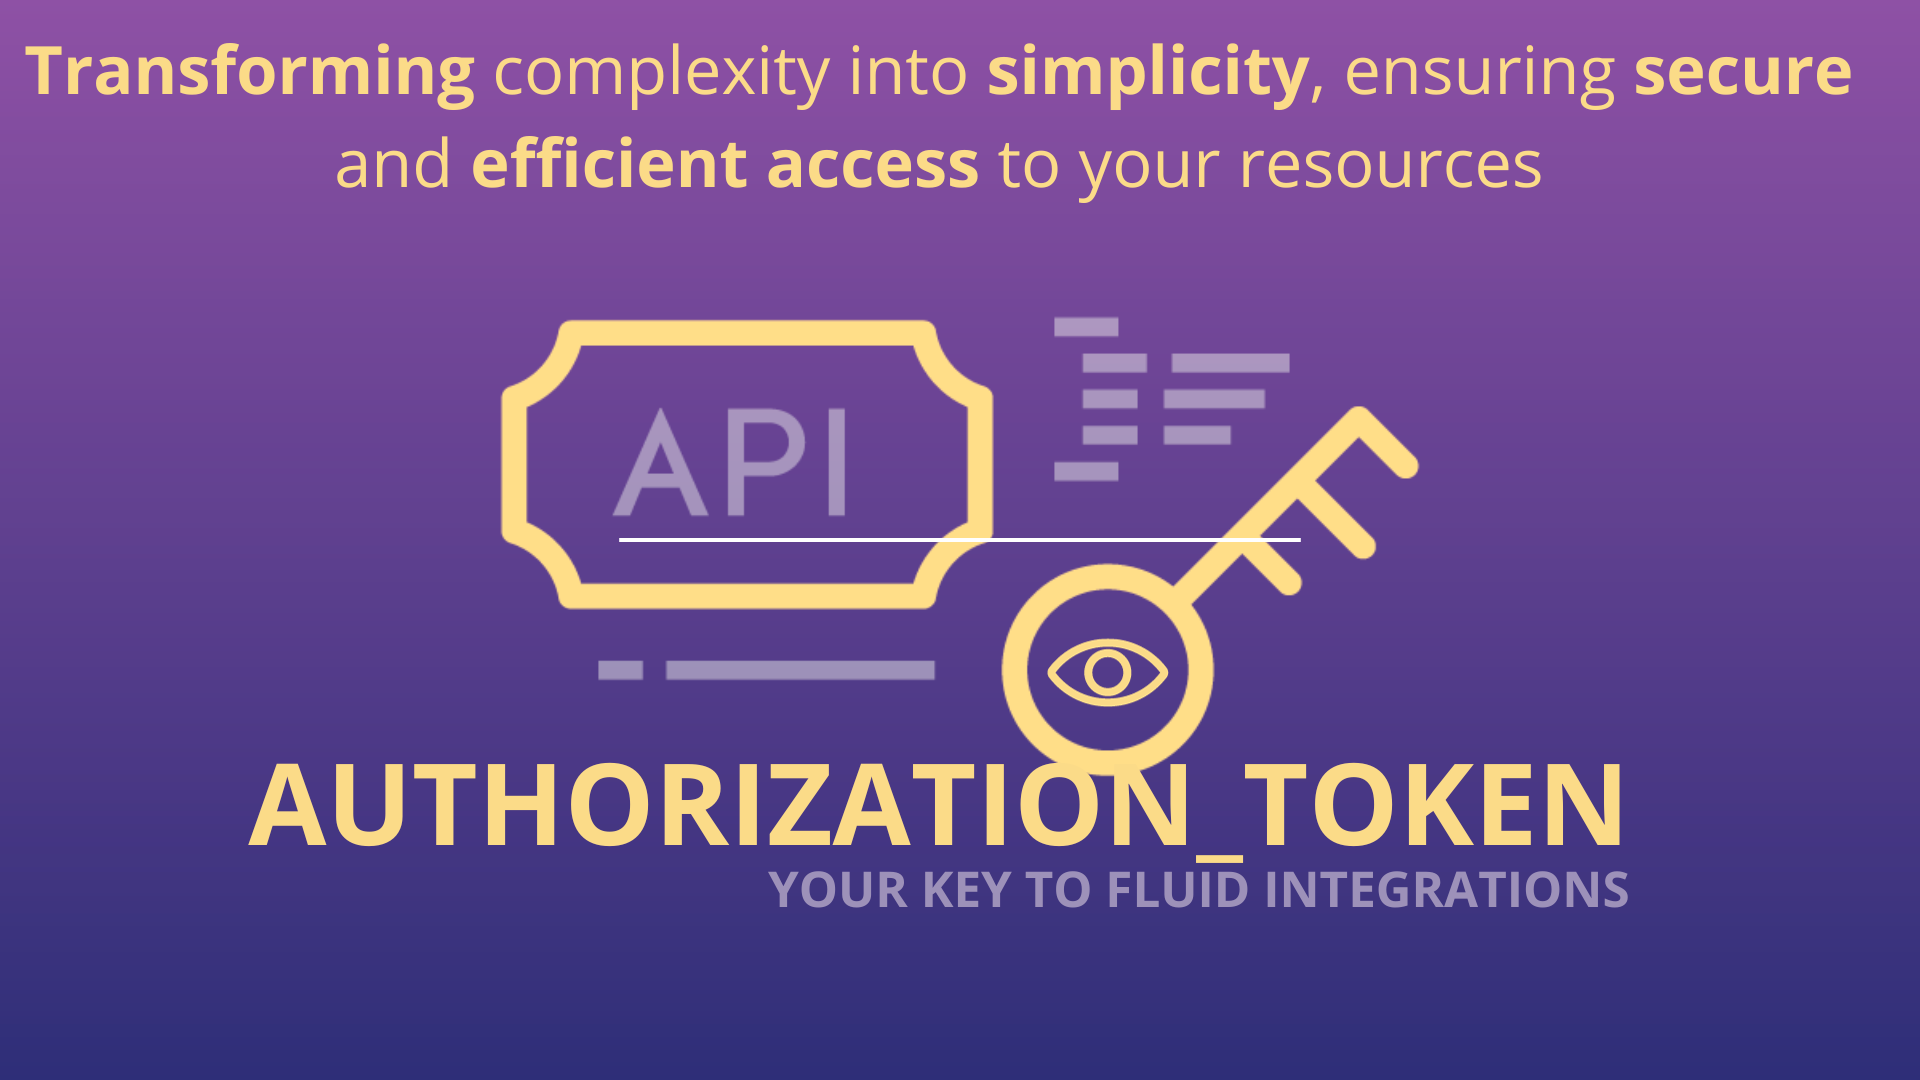 Transforming complexity into simplicity, ensuring secure
and efficient access to your resources
API
AUTHORIZATION_TOKEN
YOUR KEY TO FLUID INTEGRATIONS